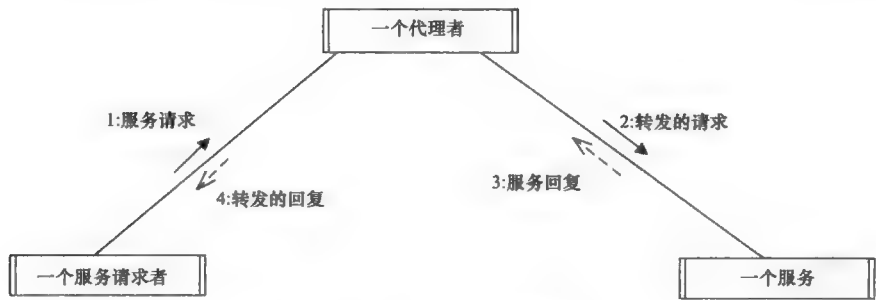 一个代理者
1:服务请求
2:转发的请求
3:服务回复
4:转发的回复
一个服务请求者
一个服务